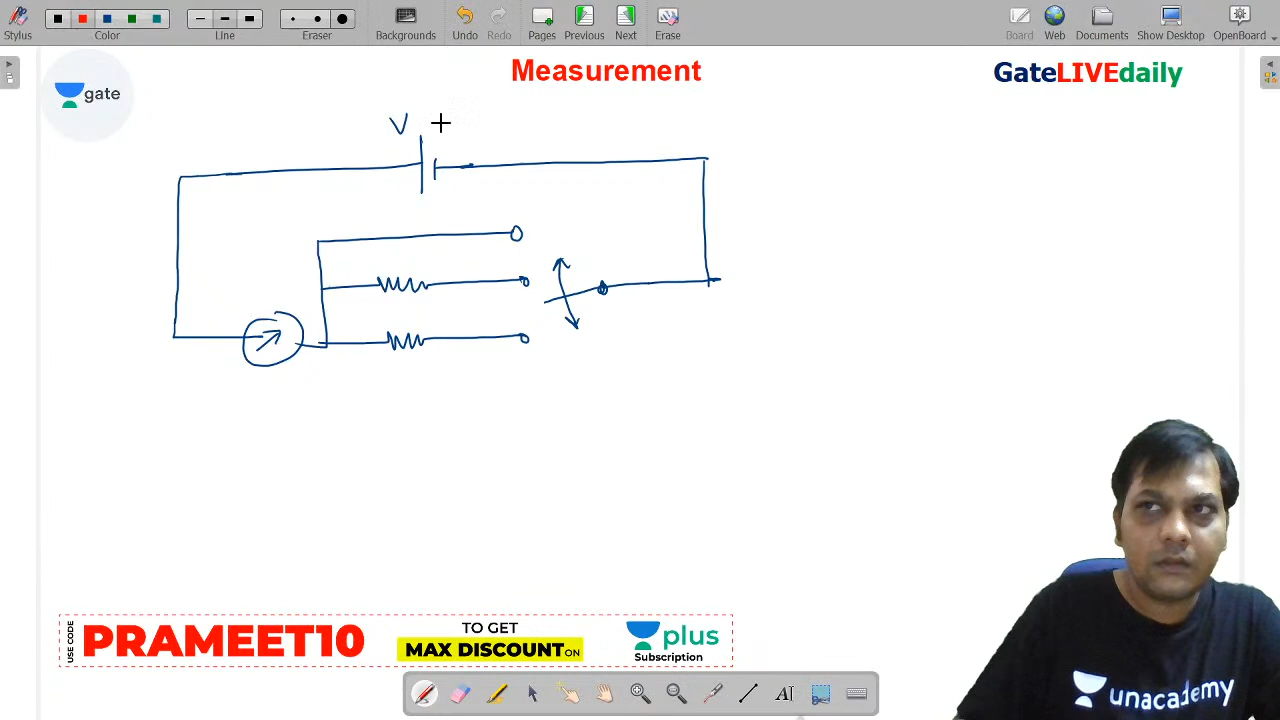 Stylus
Color
Line
Eraser
Backgrounds
Undo
Redo
Pages
Previous
Next
Erase
Board
Web
Documents
Show Desktop
OpenBoard
gate
Measurement
GateLIVEdaily
V
USE CODE
PRAMEET10
TO GET
MAX DISCOUNT ON
plus
Subscription
AI
unacademy